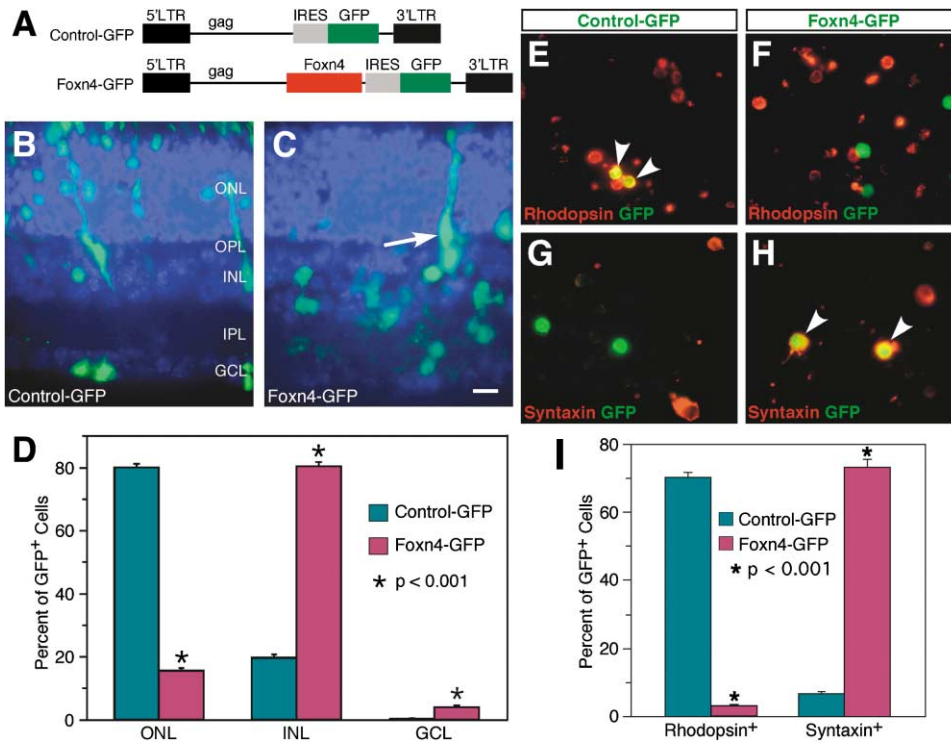 A
5'LTR gag IRES GFP 3'LTR
Control-GFP
5'LTR gag Foxn4 IRES GFP 3'LTR
Foxn4-GFP
B
ONL
OPL
INL
IPL
GCL
Control-GFP
C
Foxn4-GFP
D
Percent of GFP+ Cells
80
60
40
20
0
* * *
Control-GFP
Foxn4-GFP
* p < 0.001
ONL INL GCL
Control-GFP Foxn4-GFP
E
Rhodopsin GFP
F
Rhodopsin GFP
G
Syntaxin GFP
H
Syntaxin GFP
I
Percent of GFP+ Cells
80
60
40
20
0
* *
Control-GFP
Foxn4-GFP
* p < 0.001
Rhodopsin+ Syntaxin+